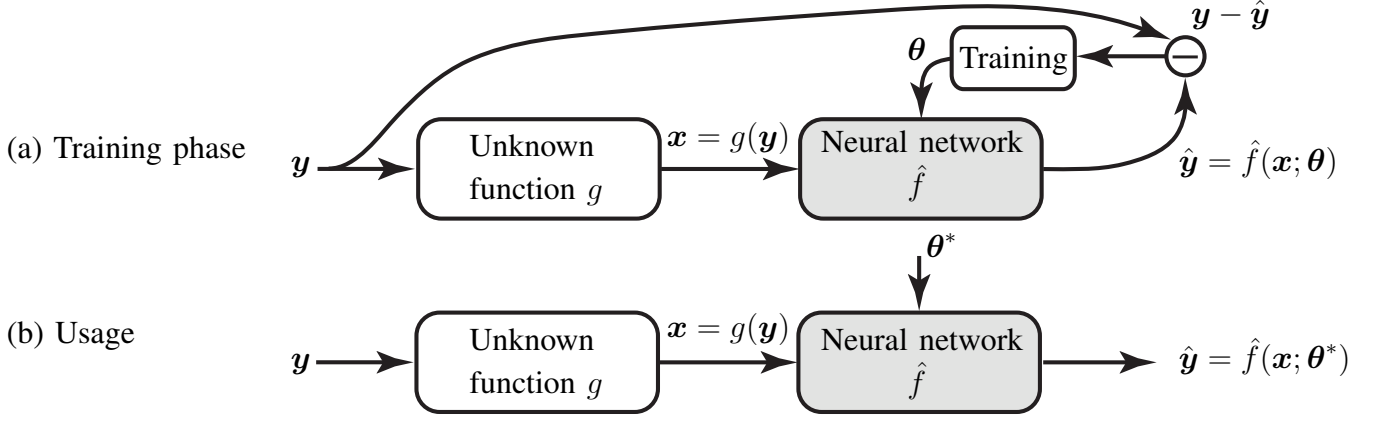 y − ŷ
θ
Training
−
(a) Training phase
y
Unknown
function g
x = g(y)
Neural network
f̂
ŷ = f̂(x; θ)
θ*
(b) Usage
y
Unknown
function g
x = g(y)
Neural network
f̂
ŷ = f̂(x; θ*)